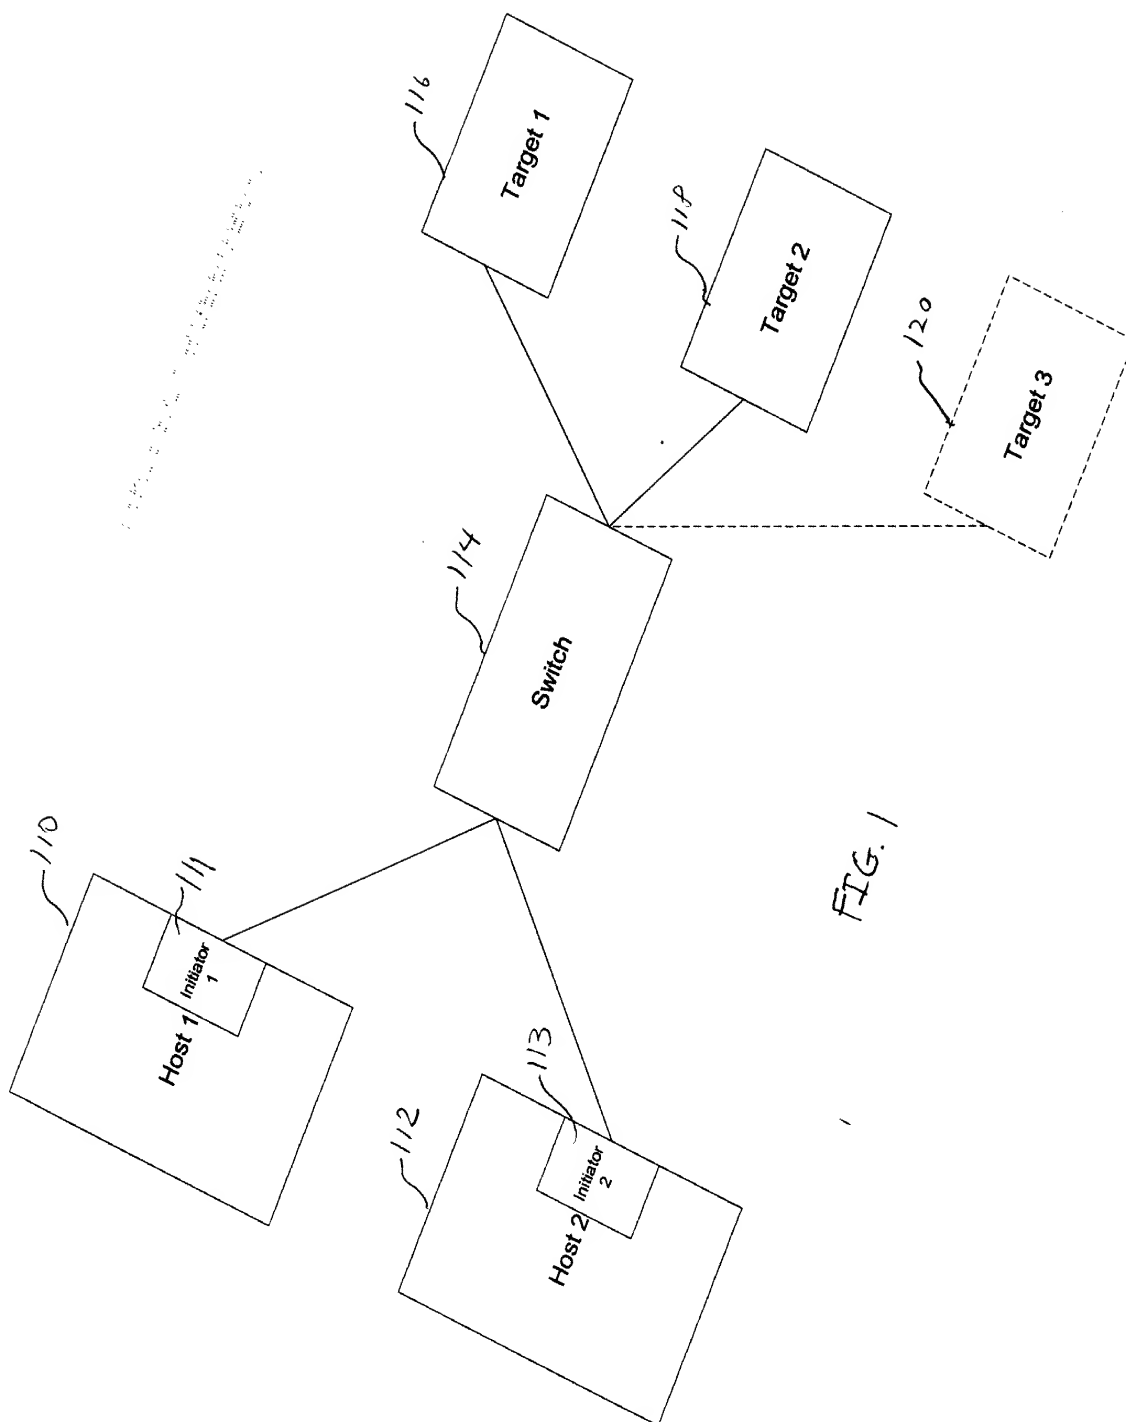 110
111
Initiator
1
Host 1
112
113
Initiator
2
Host 2
114
Switch
116
Target 1
118
Target 2
120
Target 3
FIG. 1